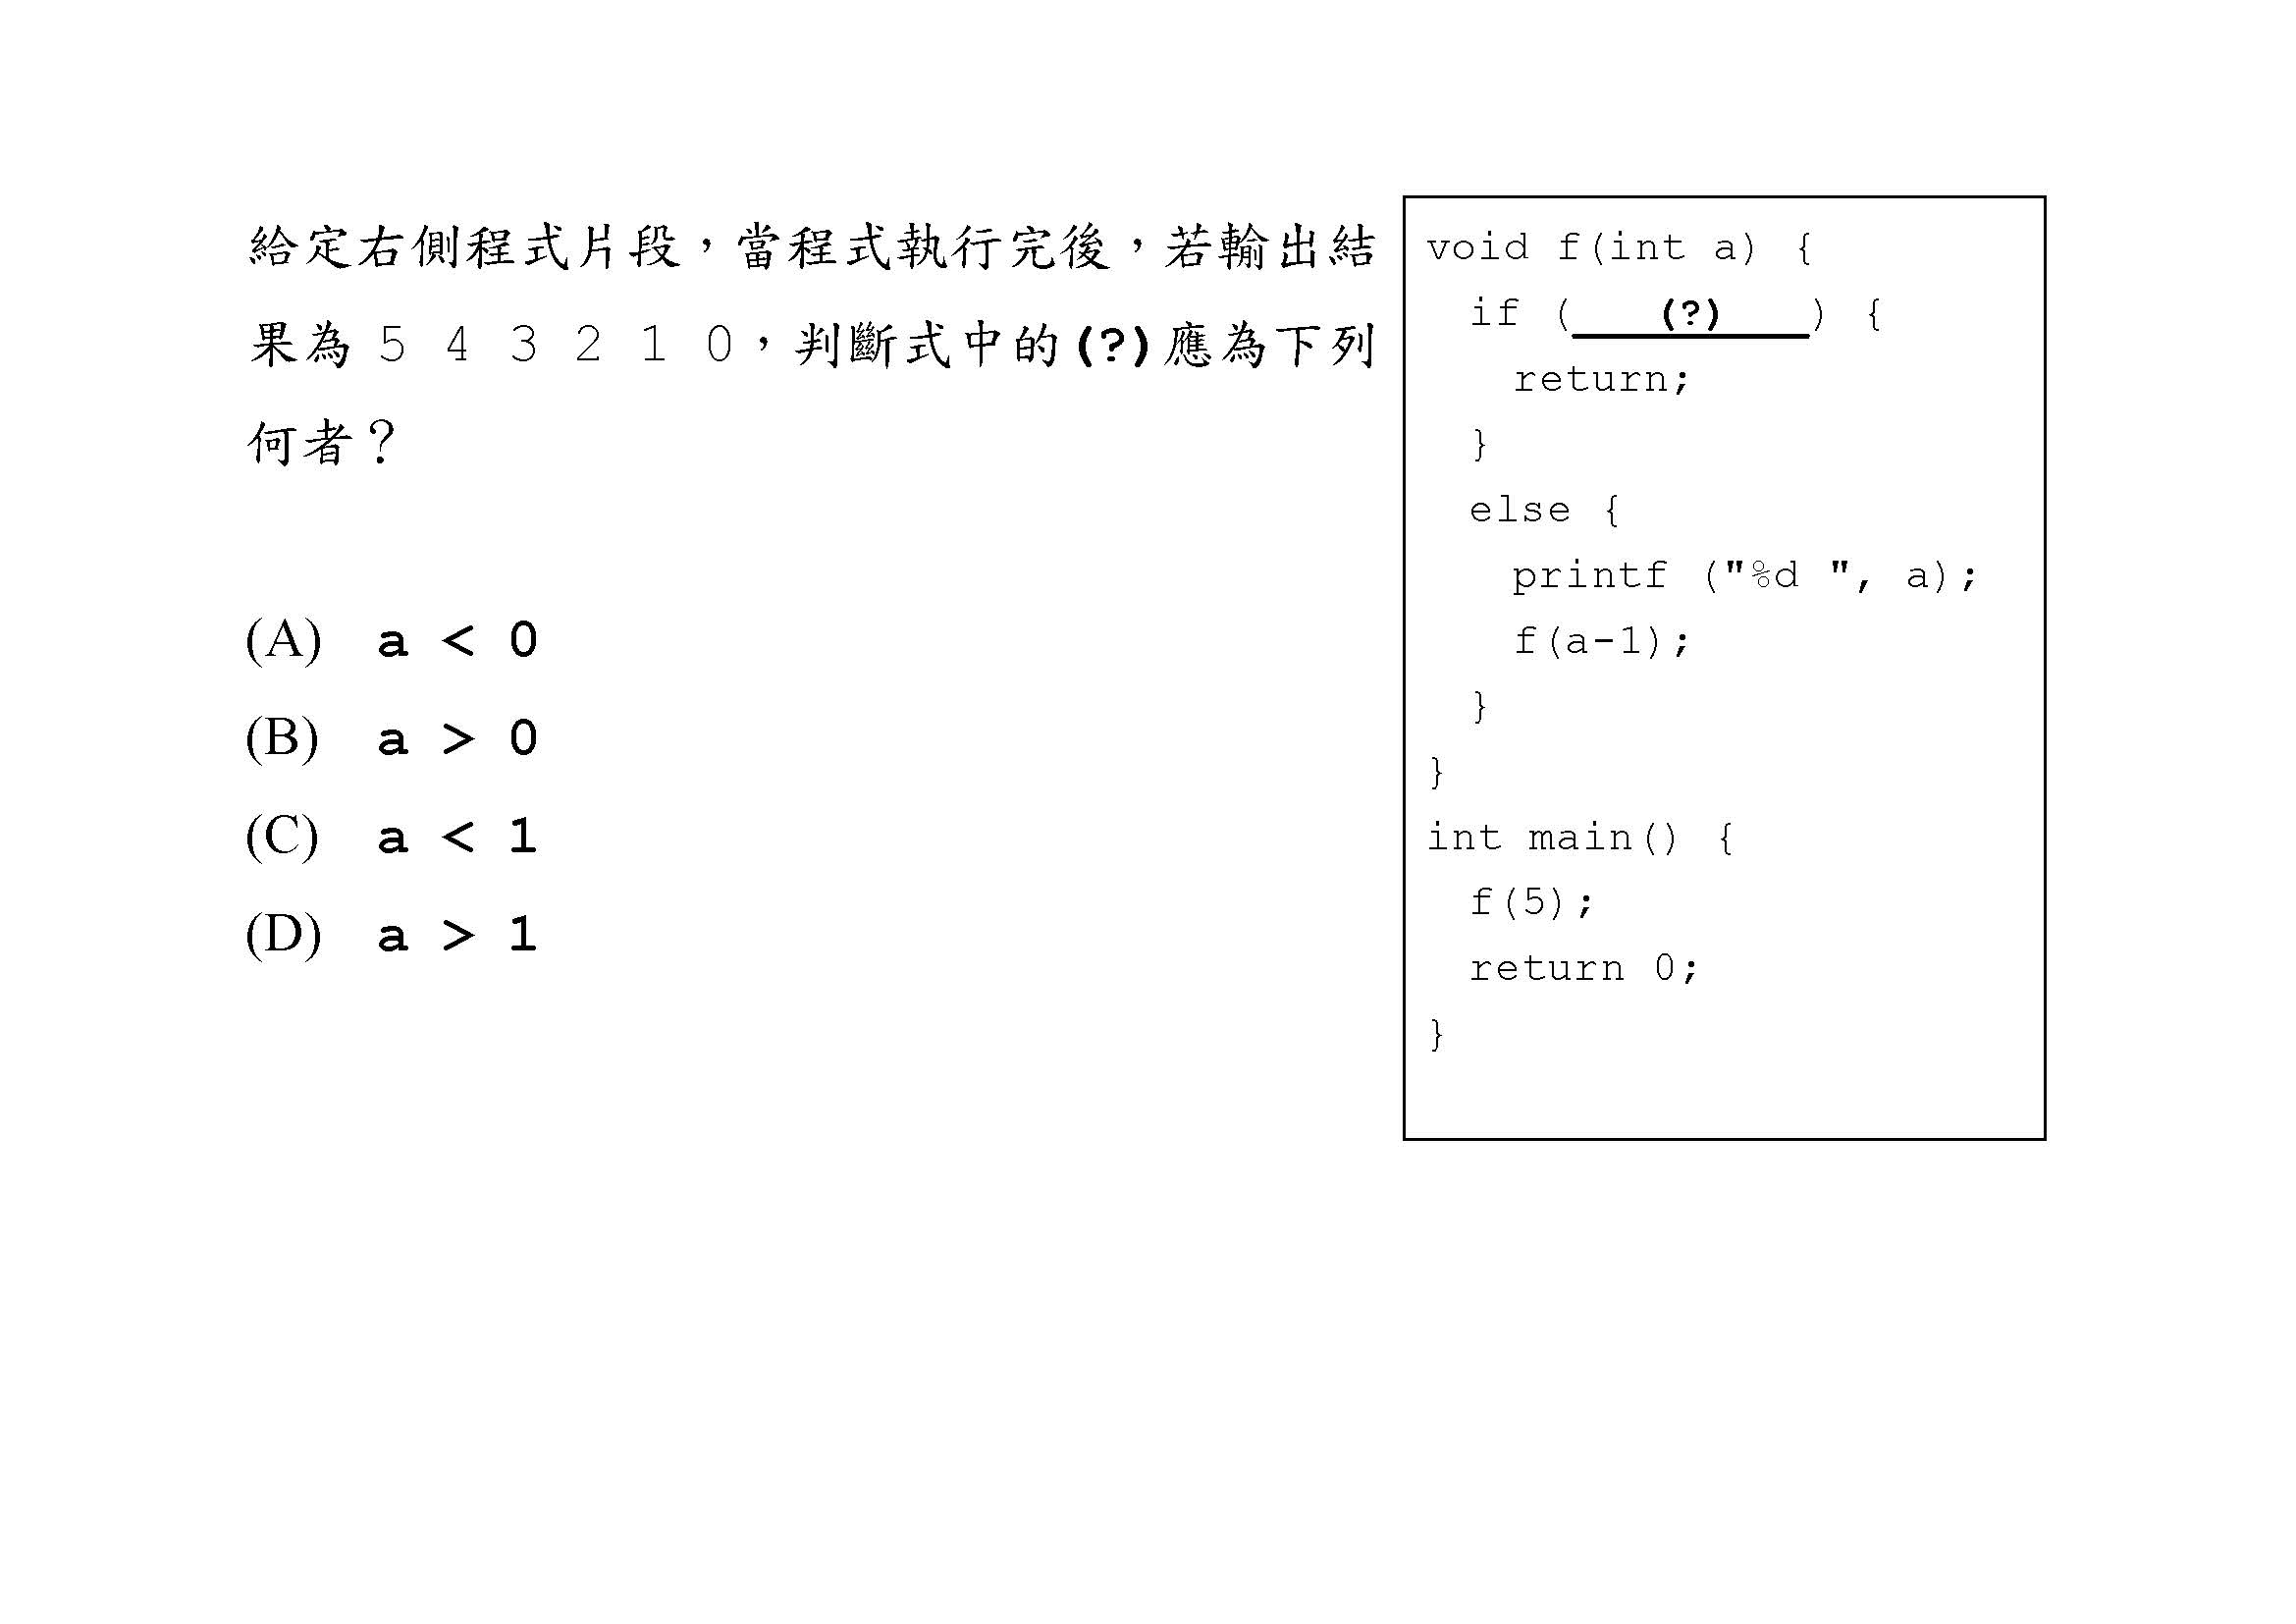 給定右側程式片段，當程式執行完後，若輸出結
果為 5 4 3 2 1 0，判斷式中的(?)應為下列
何者？
(A) a < 0
(B) a > 0
(C) a < 1
(D) a > 1
void f(int a) {
if (   (?)   ) {
return;
}
else {
printf ("%d ", a);
f(a-1);
}
}
int main() {
f(5);
return 0;
}